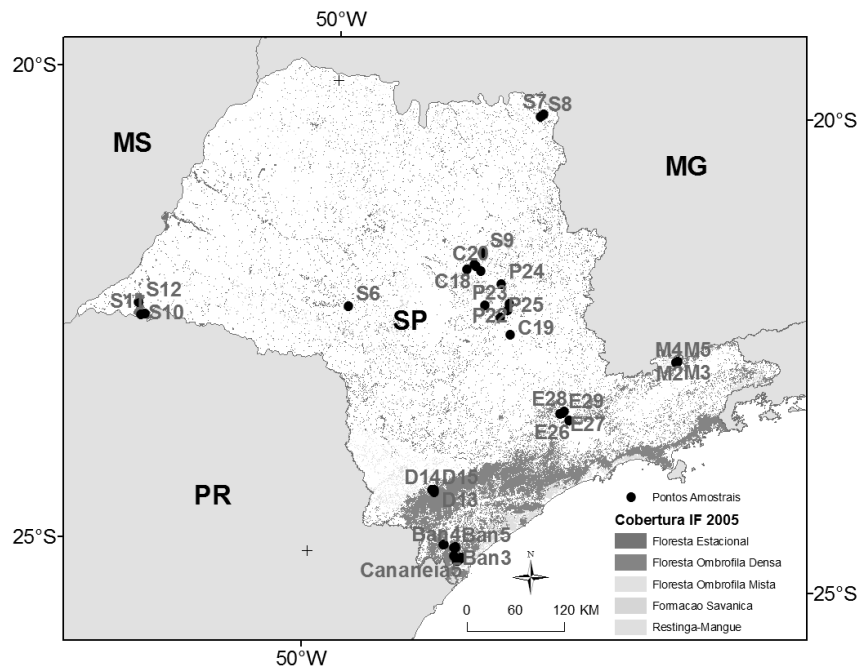 50°W
20°S
S7 S8
20°S
MS
MG
S9
C20
C18
P24
S12
P23
S6
P25
S10
SP
C19
M4 M5
M2 M3
E28 E29
E26 E27
D14 D15
D13
PR
Pontos Amostrais
Cobertura IF 2005
25°S
Ban4 Ban5
Floresta Estacional
Ban3
N
Floresta Ombrofila Densa
Floresta Ombrofila Mista
25°S
0 60 120 KM
Formacao Savanica
Restinga-Mangue
50°W